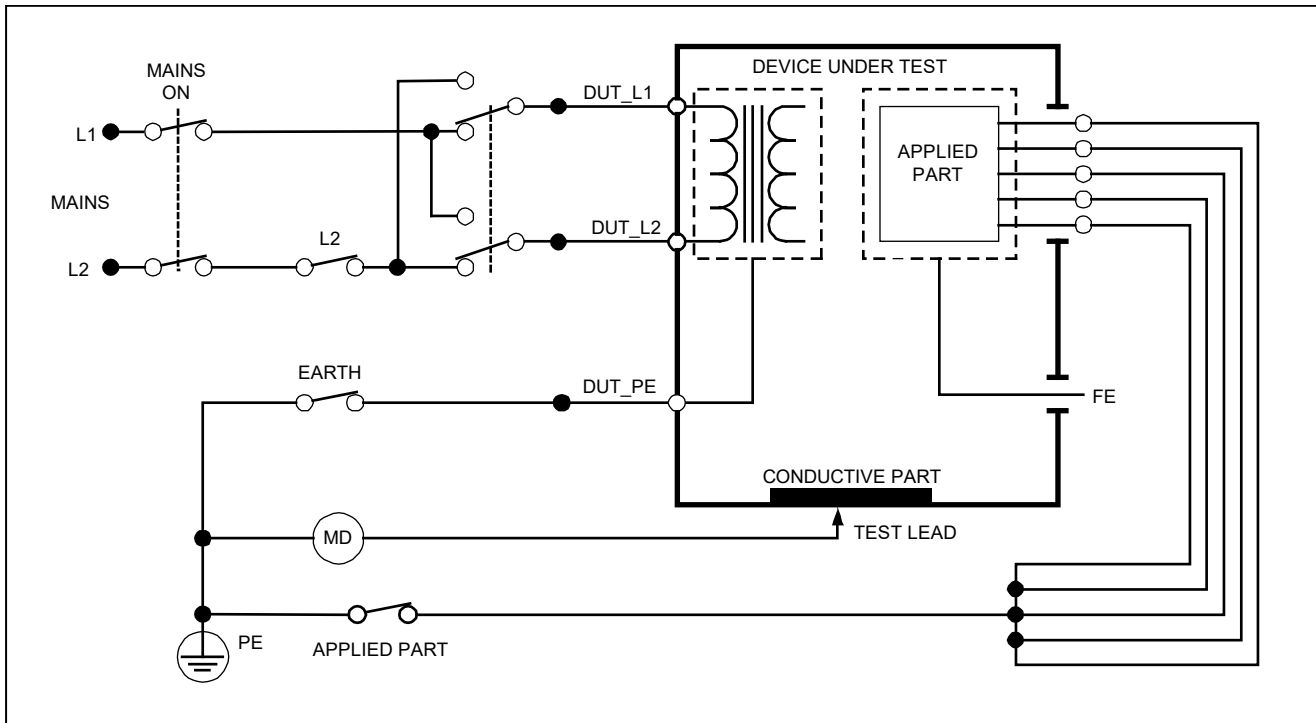 MAINS
ON
L1
MAINS
L2
L2
DUT_L1
DUT_L2
DEVICE UNDER TEST
APPLIED
PART
EARTH
DUT_PE
FE
CONDUCTIVE PART
TEST LEAD
MD
PE
APPLIED PART